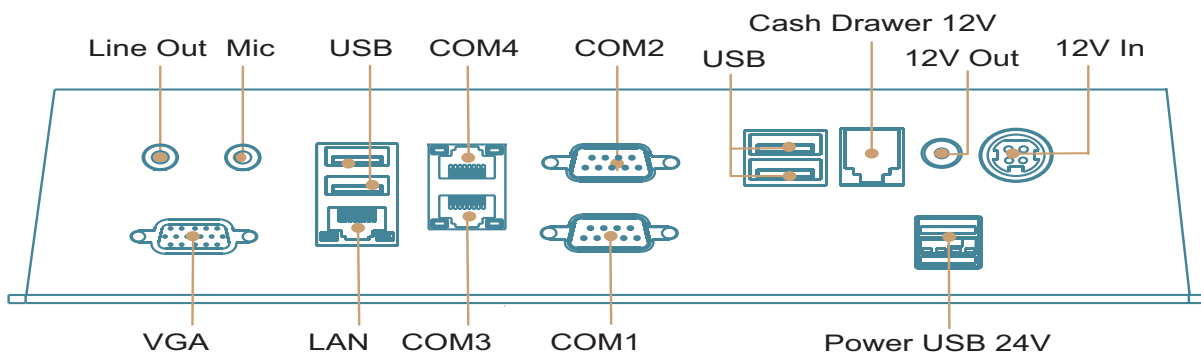 Cash Drawer 12V
Line Out
Mic
USB
COM4
COM2
USB
12V Out
12V In
VGA
LAN
COM3
COM1
Power USB 24V